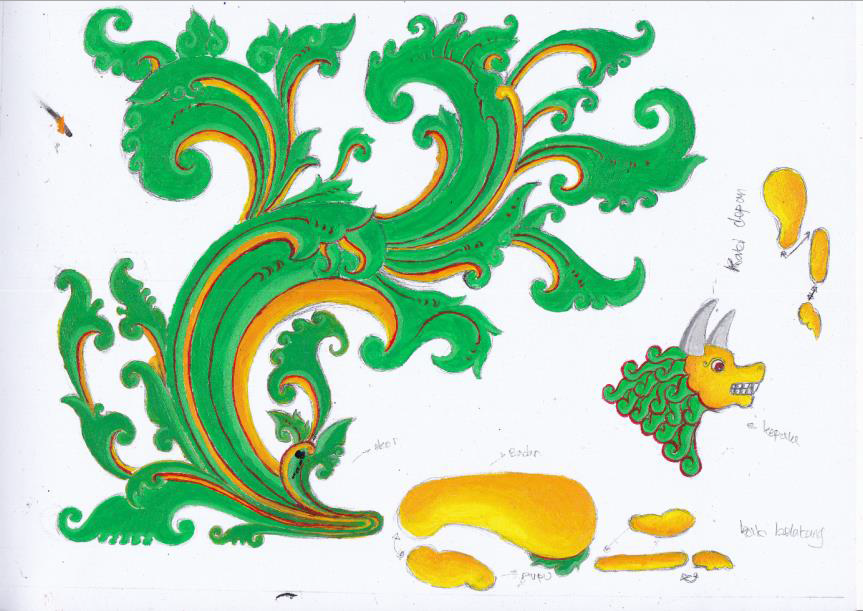 kaki depan
ekor
Badan
kepala
pupu
kaki belakang